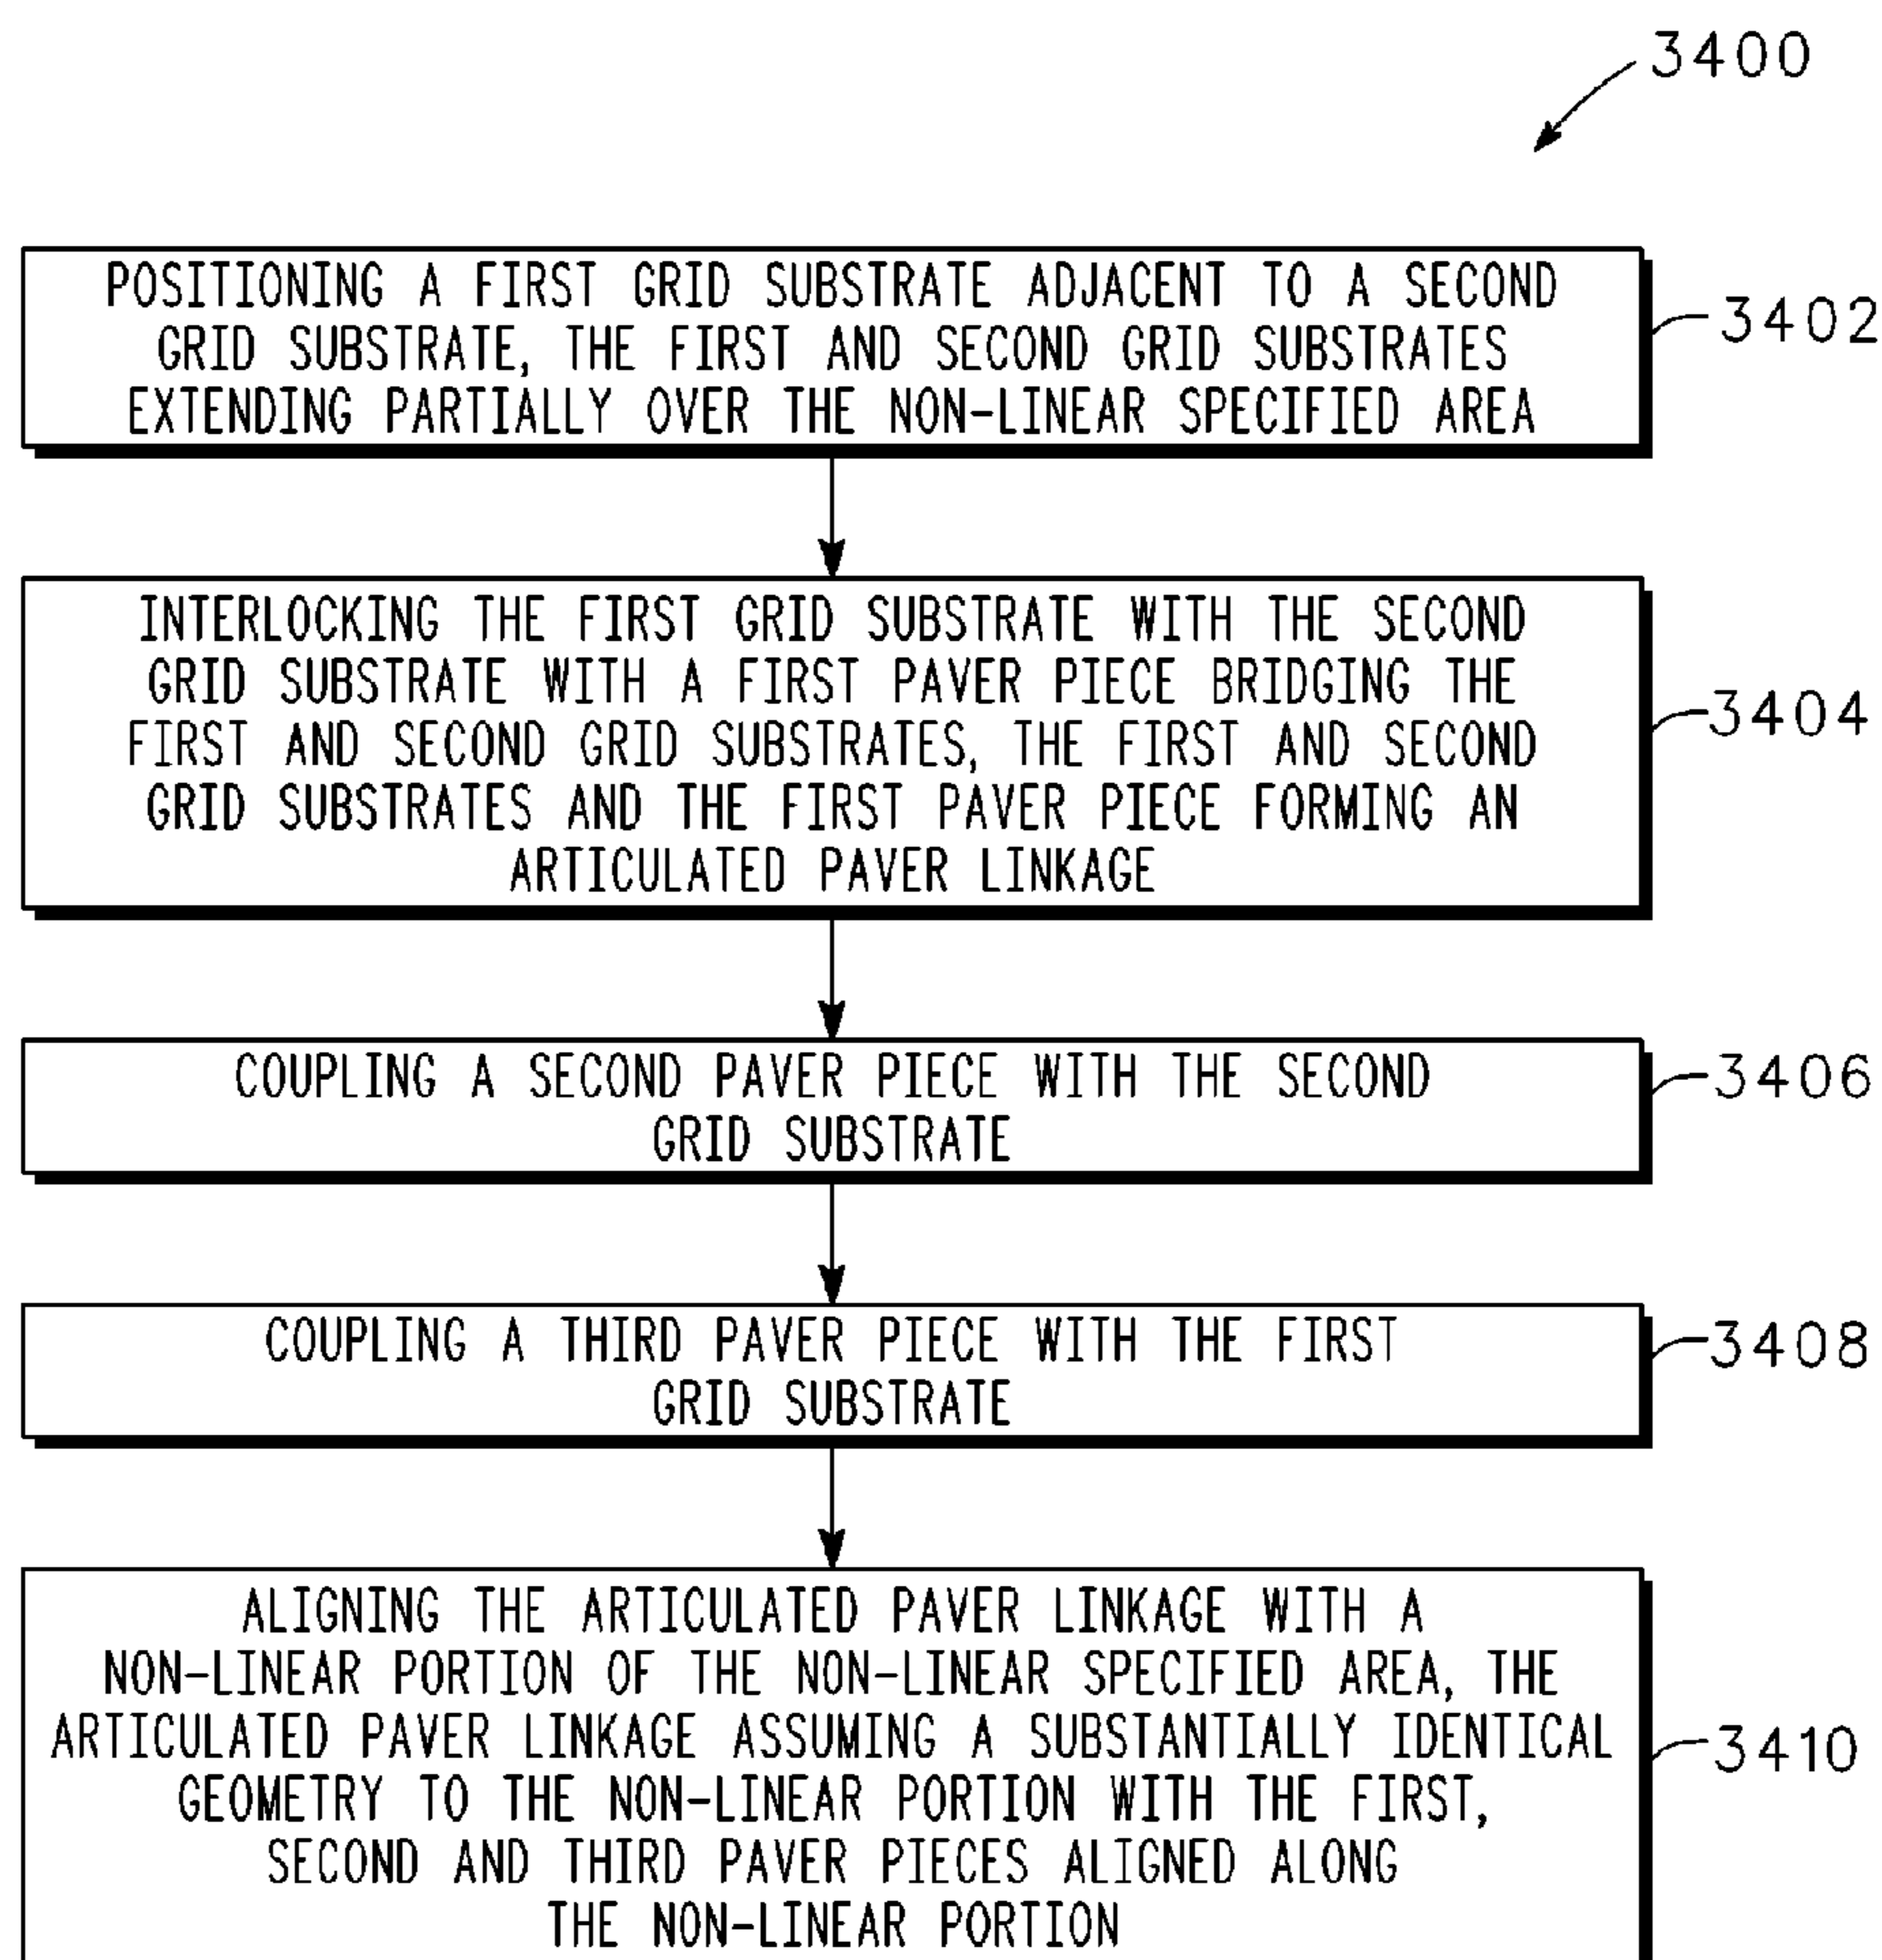 3400
POSITIONING A FIRST GRID SUBSTRATE ADJACENT TO A SECOND
GRID SUBSTRATE, THE FIRST AND SECOND GRID SUBSTRATES
EXTENDING PARTIALLY OVER THE NON-LINEAR SPECIFIED AREA
3402
INTERLOCKING THE FIRST GRID SUBSTRATE WITH THE SECOND
GRID SUBSTRATE WITH A FIRST PAVER PIECE BRIDGING THE
FIRST AND SECOND GRID SUBSTRATES, THE FIRST AND SECOND
GRID SUBSTRATES AND THE FIRST PAVER PIECE FORMING AN
ARTICULATED PAVER LINKAGE
3404
COUPLING A SECOND PAVER PIECE WITH THE SECOND
GRID SUBSTRATE
3406
COUPLING A THIRD PAVER PIECE WITH THE FIRST
GRID SUBSTRATE
3408
ALIGNING THE ARTICULATED PAVER LINKAGE WITH A
NON-LINEAR PORTION OF THE NON-LINEAR SPECIFIED AREA, THE
ARTICULATED PAVER LINKAGE ASSUMING A SUBSTANTIALLY IDENTICAL
GEOMETRY TO THE NON-LINEAR PORTION WITH THE FIRST,
SECOND AND THIRD PAVER PIECES ALIGNED ALONG
THE NON-LINEAR PORTION
3410